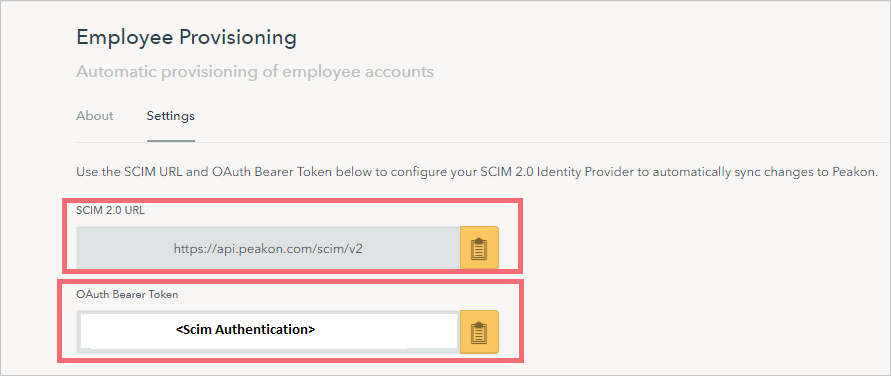 Employee Provisioning
Automatic provisioning of employee accounts
About Settings
Use the SCIM URL and OAuth Bearer Token below to configure your SCIM 2.0 Identity Provider to automatically sync changes to Peakon.
SCIM 2.0 URL
https://api.peakon.com/scim/v2
OAuth Bearer Token
<Scim Authentication>